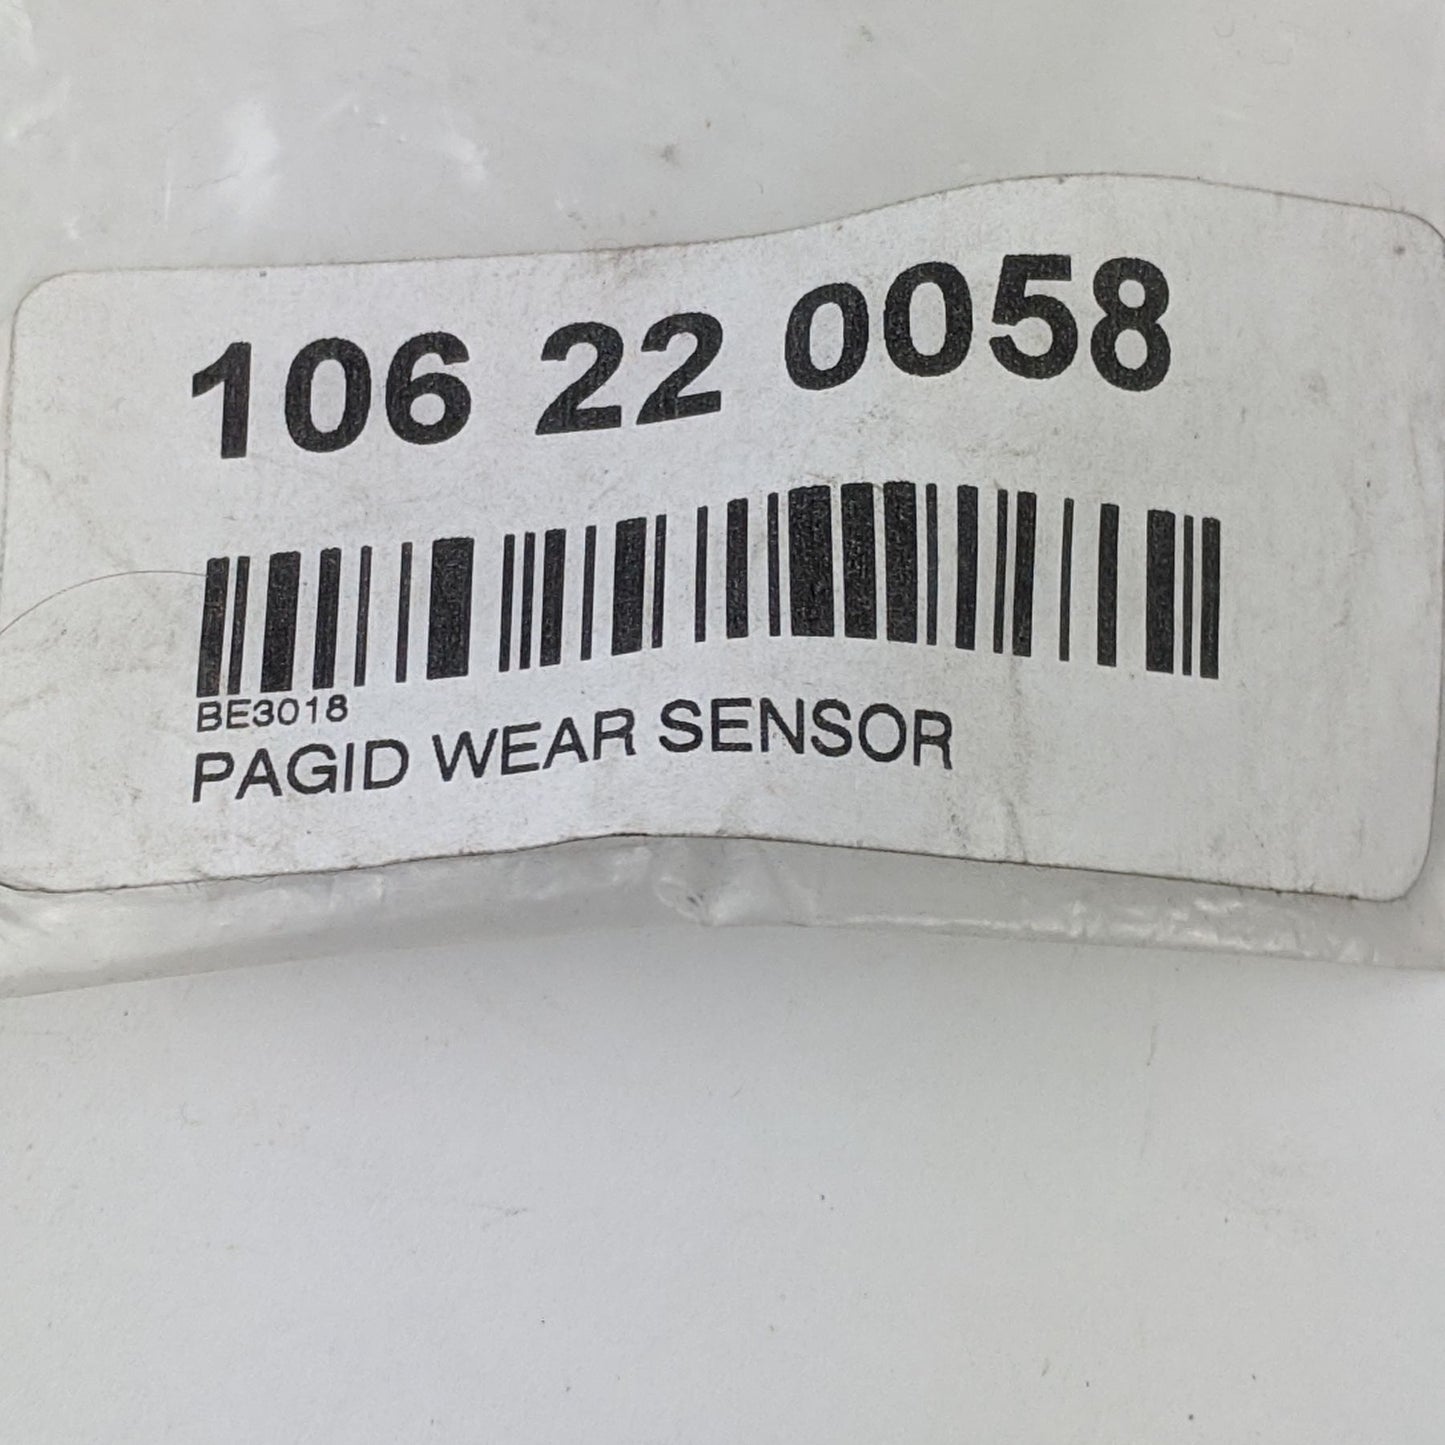 106 22 0058
BE3018
PAGID WEAR SENSOR